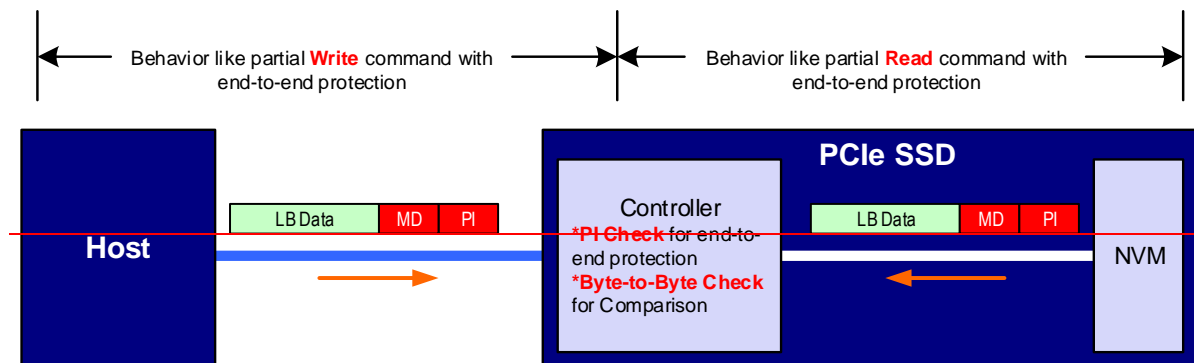 Behavior like partial Write command with
end-to-end protection
Behavior like partial Read command with
end-to-end protection
PCIe SSD
Host
LB Data MD PI
Controller
*PI Check for end-to-
end protection
*Byte-to-Byte Check
for Comparison
LB Data MD PI
NVM